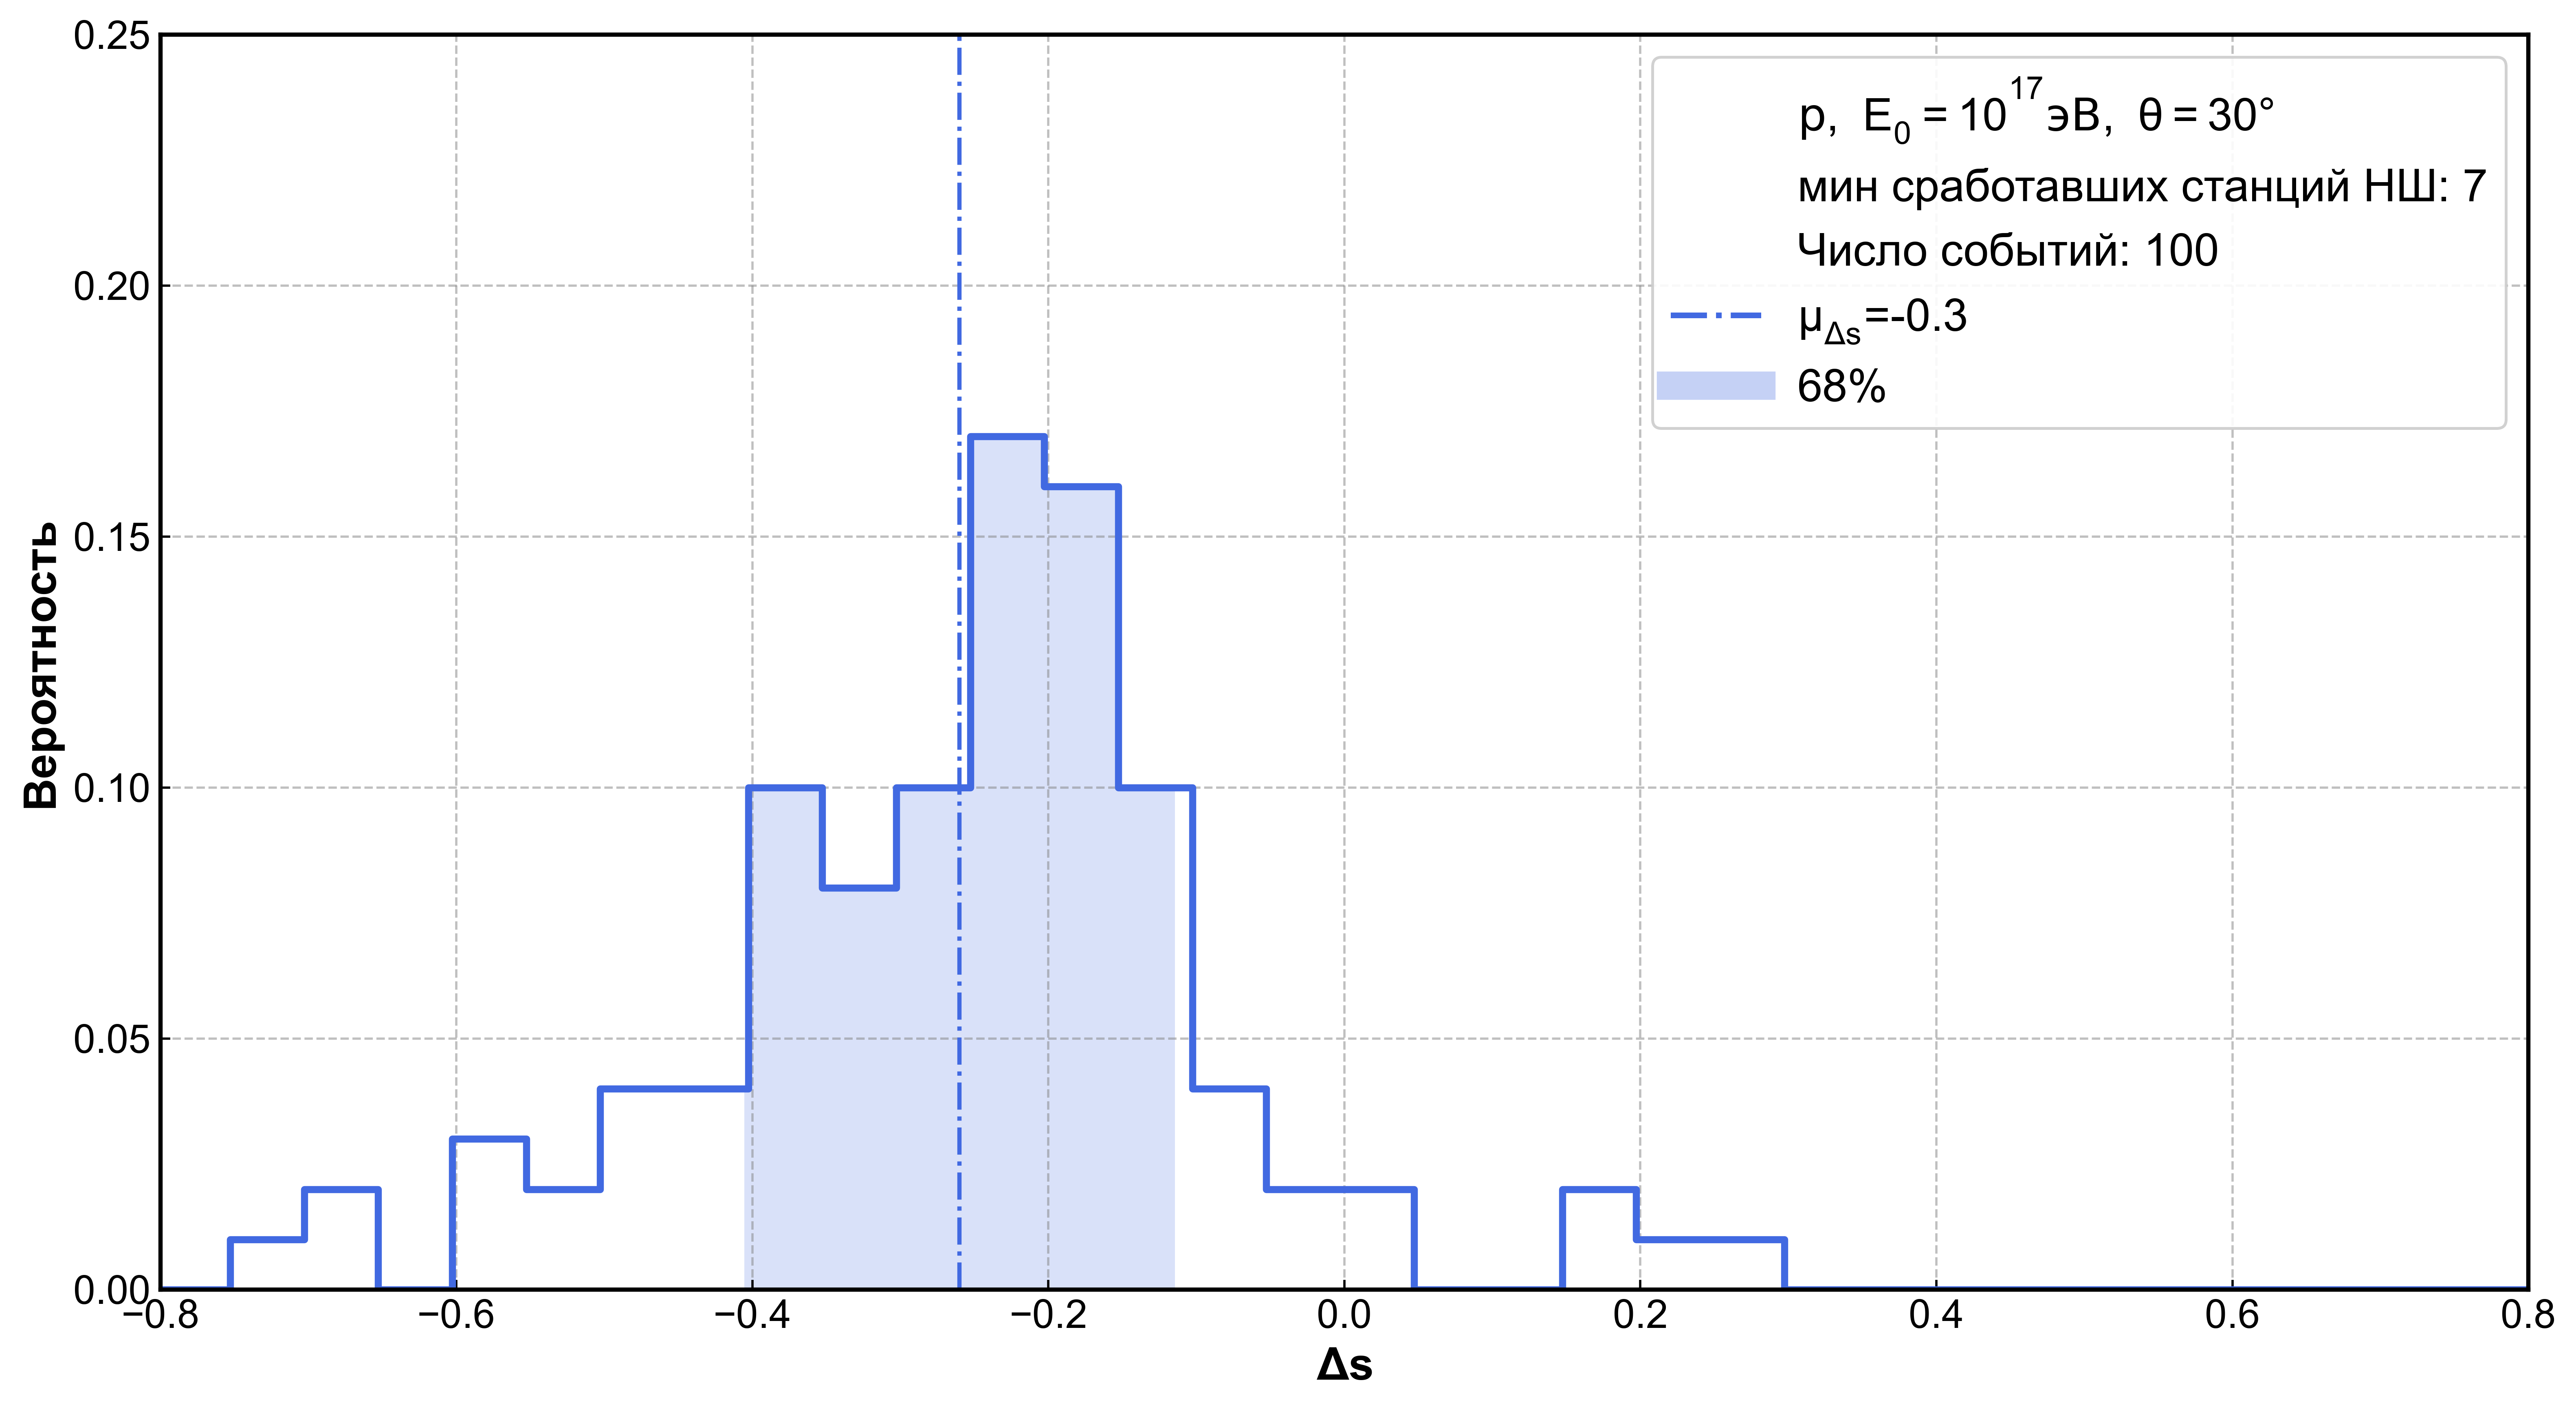 0.25
0.20
0.15
0.10
0.05
0.00
Вероятность
p, E₀ = 10¹⁷ эВ, θ = 30°
мин сработавших станций НШ: 7
Число событий: 100
μΔs=-0.3
68%
−0.8 −0.6 −0.4 −0.2 0.0 0.2 0.4 0.6 0.8
Δs